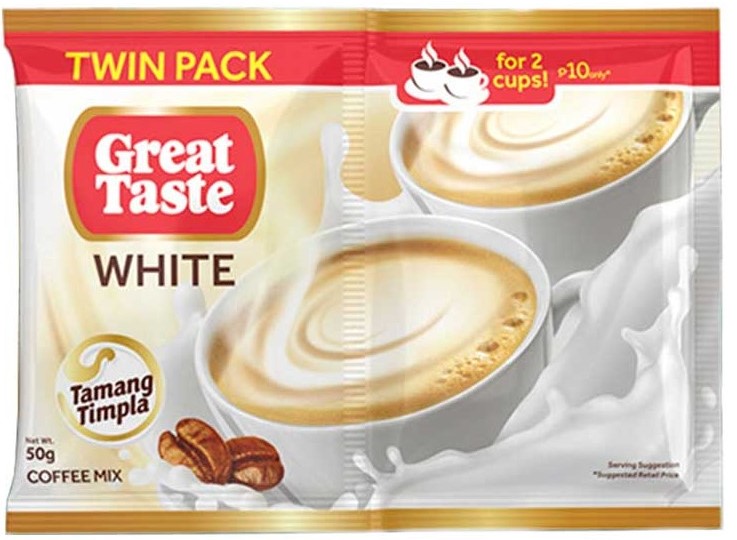 TWIN PACK
for 2
cups!
₱10only*
Great
Taste
WHITE
Tamang
Timpla
Net Wt.
50g
COFFEE MIX
Serving Suggestion
*Suggested Retail Price